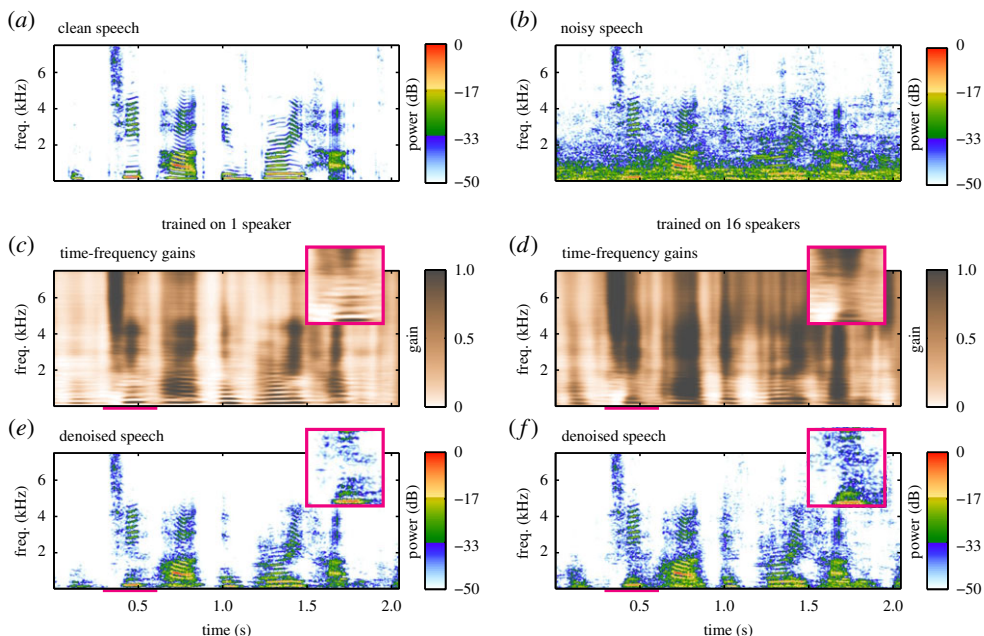 (a) clean speech
freq. (kHz)
6
4
2
power (dB)
0
−17
−33
−50
(b) noisy speech
freq. (kHz)
6
4
2
power (dB)
0
−17
−33
−50
trained on 1 speaker
(c) time-frequency gains
freq. (kHz)
6
4
2
gain
1.0
0.5
0
trained on 16 speakers
(d) time-frequency gains
freq. (kHz)
6
4
2
gain
1.0
0.5
0
(e) denoised speech
freq. (kHz)
6
4
2
power (dB)
0
−17
−33
−50
0.5 1.0 1.5 2.0
time (s)
(f) denoised speech
freq. (kHz)
6
4
2
power (dB)
0
−17
−33
−50
0.5 1.0 1.5 2.0
time (s)